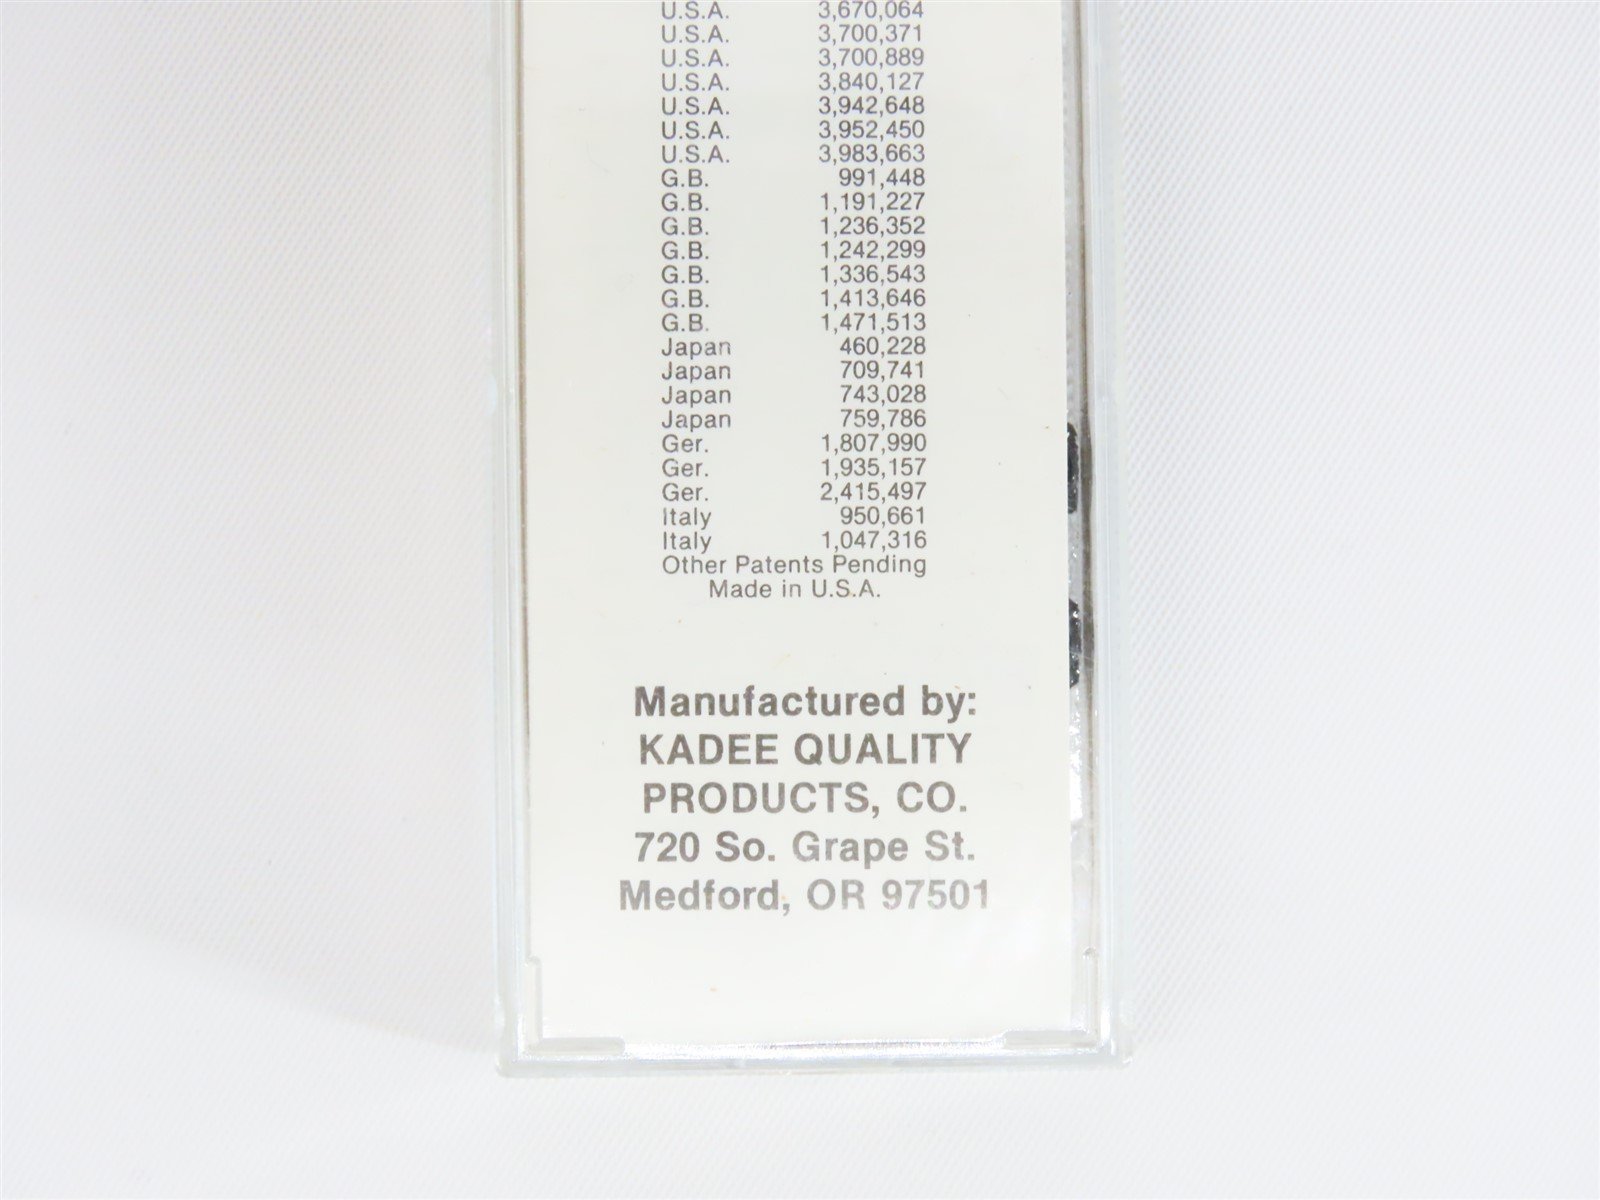 U.S.A. 3,670,064
U.S.A. 3,700,371
U.S.A. 3,700,889
U.S.A. 3,840,127
U.S.A. 3,942,648
U.S.A. 3,952,450
U.S.A. 3,983,663
G.B. 991,448
G.B. 1,191,227
G.B. 1,236,352
G.B. 1,242,299
G.B. 1,336,543
G.B. 1,413,646
G.B. 1,471,513
Japan 460,228
Japan 709,741
Japan 743,028
Japan 759,786
Ger. 1,807,990
Ger. 1,935,157
Ger. 2,415,497
Italy 950,661
Italy 1,047,316
Other Patents Pending
Made in U.S.A.
Manufactured by:
KADEE QUALITY
PRODUCTS, CO.
720 So. Grape St.
Medford, OR 97501